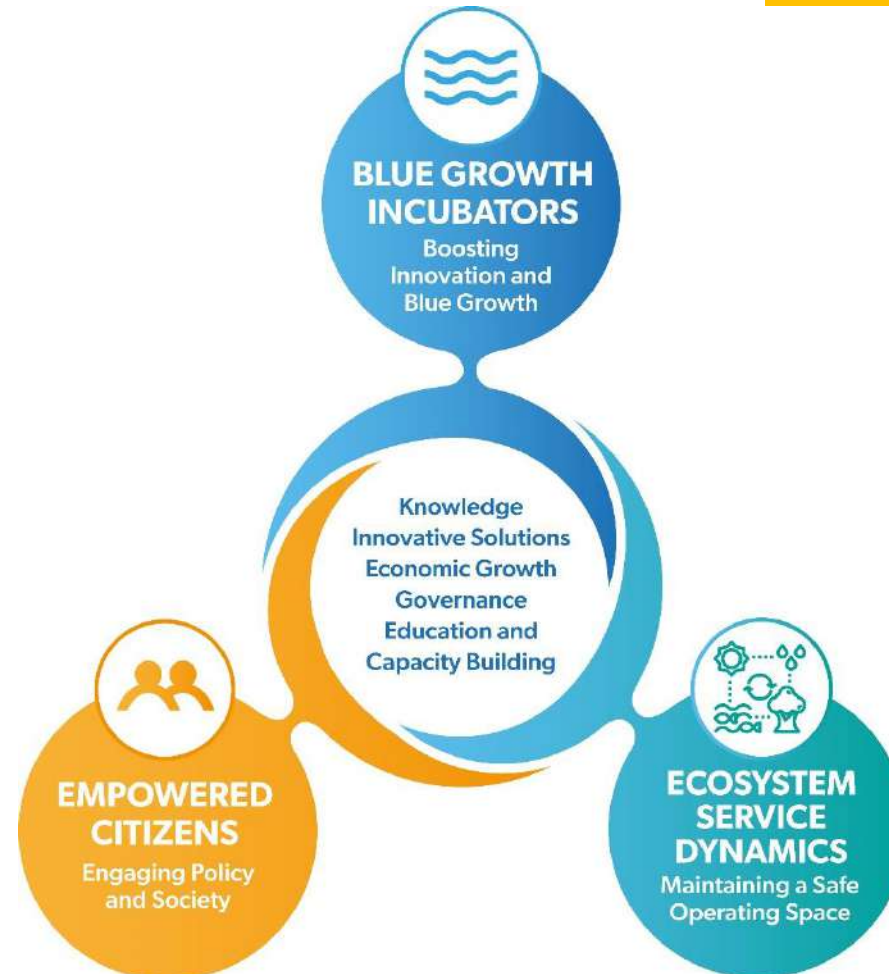 BLUE GROWTH
INCUBATORS
Boosting
Innovation and
Blue Growth
Knowledge
Innovative Solutions
Economic Growth
Governance
Education and
Capacity Building
EMPOWERED
CITIZENS
Engaging Policy
and Society
ECOSYSTEM
SERVICE
DYNAMICS
Maintaining a Safe
Operating Space